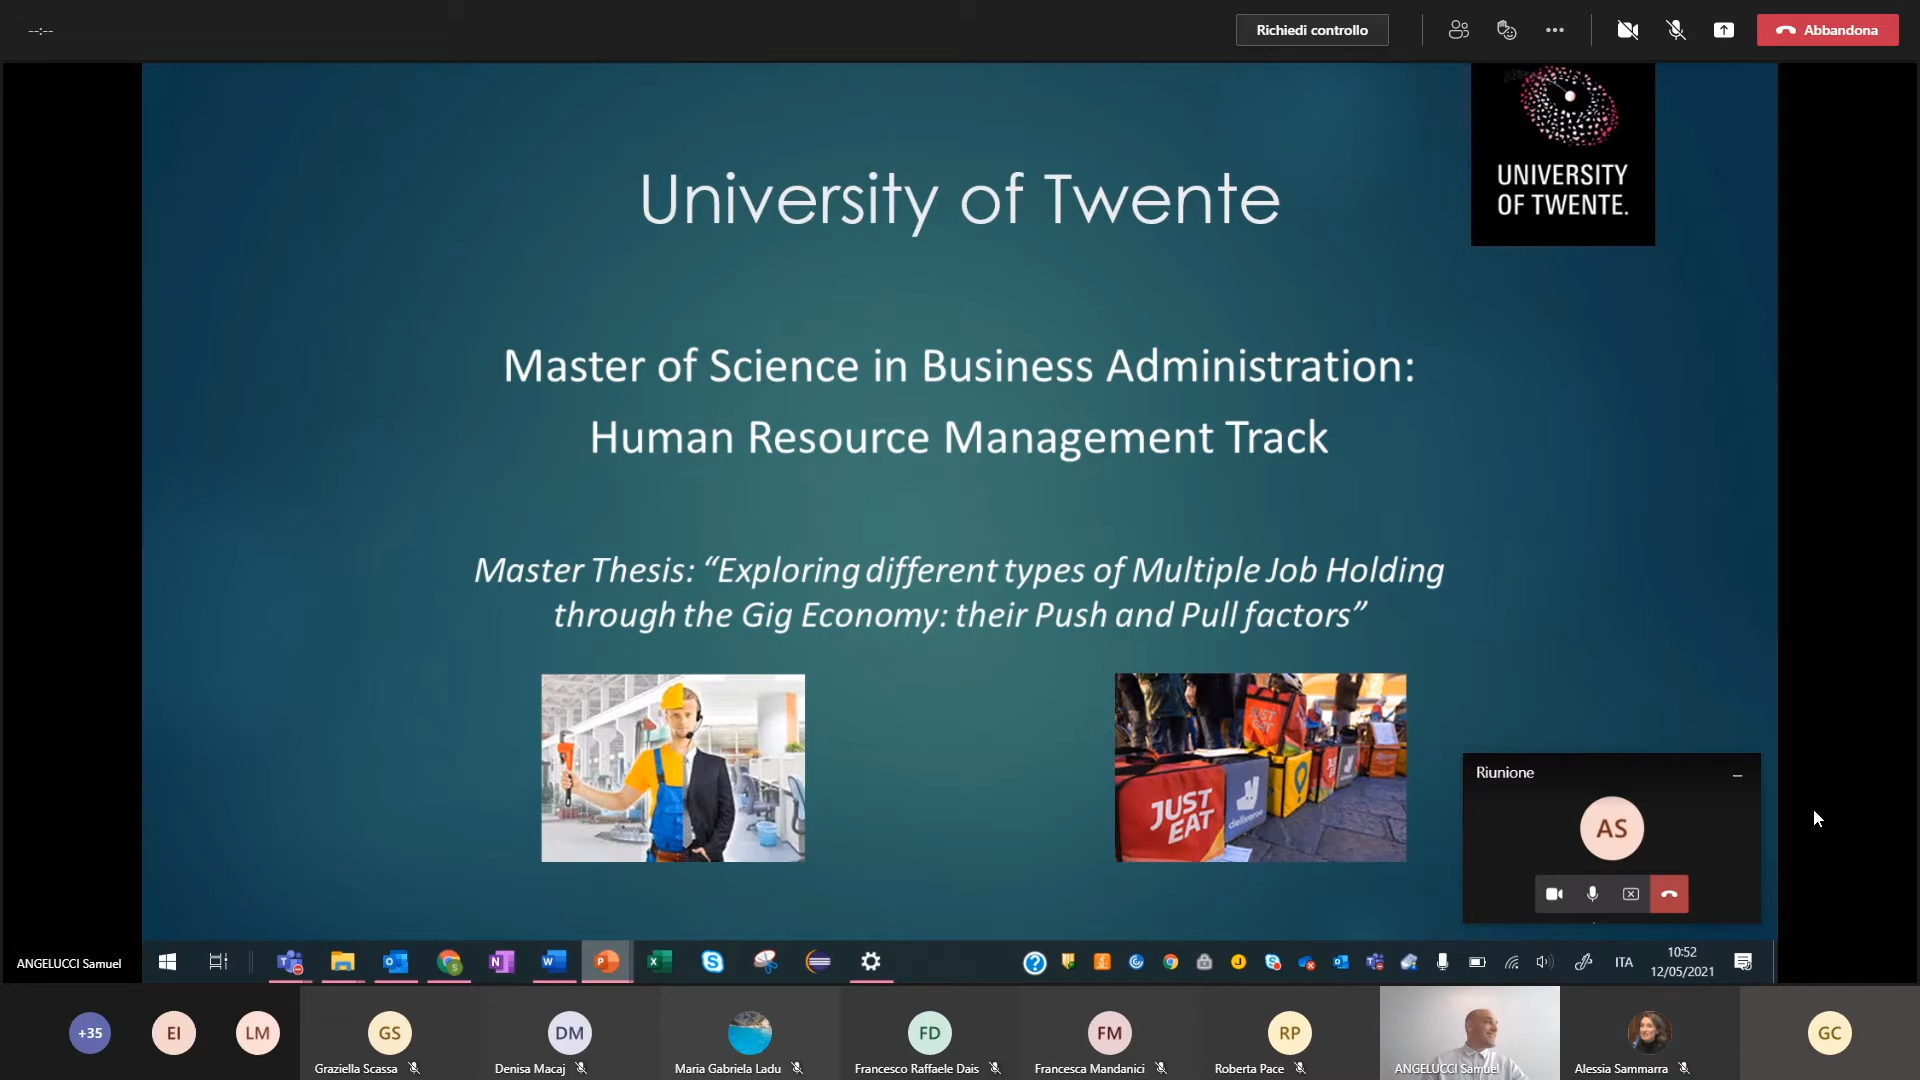 --:--
Richiedi controllo
Abbandona
UNIVERSITY
OF TWENTE.
University of Twente
Master of Science in Business Administration:
Human Resource Management Track
Master Thesis: “Exploring different types of Multiple Job Holding
through the Gig Economy: their Push and Pull factors”
JUST
EAT
JUST
EAT
deliveroo
Riunione
AS
ANGELUCCI Samuel
ITA
10:52
12/05/2021
+35
EI
LM
GS
Graziella Scassa
DM
Denisa Macaj
Maria Gabriela Ladu
FD
Francesco Raffaele Dais
FM
Francesca Mandanici
RP
Roberta Pace
ANGELUCCI Samuel
Alessia Sammarra
GC